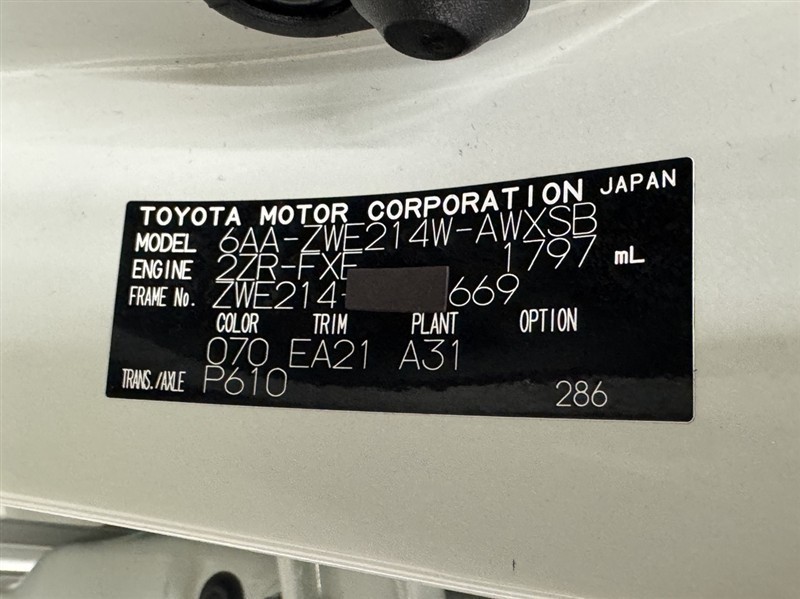 TOYOTA MOTOR CORPORATION JAPAN
MODEL 6AA-ZWE214W-AWXSB
ENGINE 2ZR-FXE 1797 mL
FRAME No. ZWE214- 669
COLOR TRIM PLANT OPTION
070 EA21 A31
TRANS./AXLE P610 286